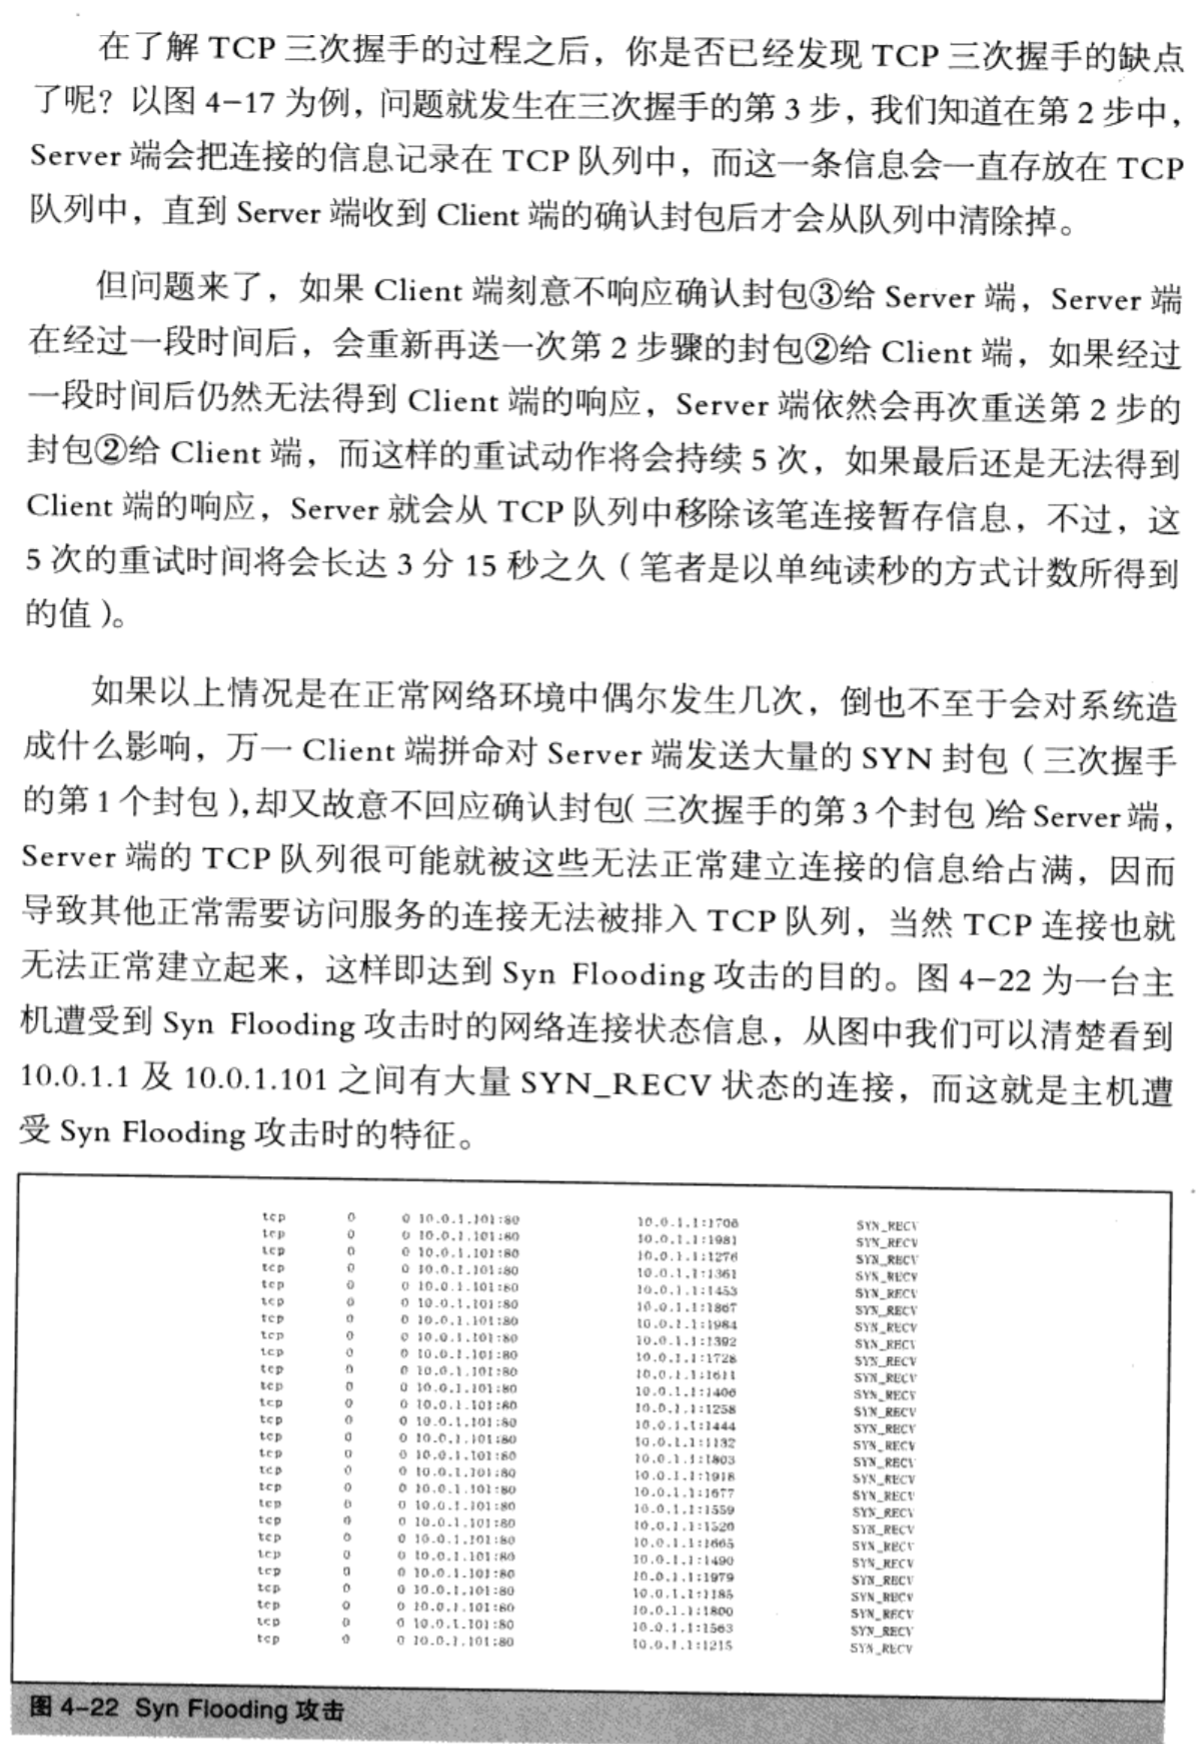 在了解 TCP 三次握手的过程之后，你是否已经发现 TCP 三次握手的缺点
了呢？以图 4-17 为例，问题就发生在三次握手的第 3 步，我们知道在第 2 步中，
Server 端会把连接的信息记录在 TCP 队列中，而这一条信息会一直存放在 TCP
队列中，直到 Server 端收到 Client 端的确认封包后才会从队列中清除掉。
但问题来了，如果 Client 端刻意不响应确认封包③给 Server 端，Server 端
在经过一段时间后，会重新再送一次第 2 步骤的封包②给 Client 端，如果经过
一段时间后仍然无法得到 Client 端的响应，Server 端依然会再次重送第 2 步的
封包②给 Client 端，而这样的重试动作将会持续 5 次，如果最后还是无法得到
Client 端的响应，Server 就会从 TCP 队列中移除该笔连接暂存信息，不过，这
5 次的重试时间将会长达 3 分 15 秒之久（笔者是以单纯读秒的方式计数所得到
的值）。
如果以上情况是在正常网络环境中偶尔发生几次，倒也不至于会对系统造
成什么影响，万一 Client 端拼命对 Server 端发送大量的 SYN 封包（三次握手
的第 1 个封包），却又故意不回应确认封包（三次握手的第 3 个封包）给 Server 端，
Server 端的 TCP 队列很可能就被这些无法正常建立连接的信息给占满，因而
导致其他正常需要访问服务的连接无法被排入 TCP 队列，当然 TCP 连接也就
无法正常建立起来，这样即达到 Syn Flooding 攻击的目的。图 4-22 为一台主
机遭受到 Syn Flooding 攻击时的网络连接状态信息，从图中我们可以清楚看到
10.0.1.1 及 10.0.1.101 之间有大量 SYN_RECV 状态的连接，而这就是主机遭
受 Syn Flooding 攻击时的特征。
tcp 0 0 10.0.1.101:80 10.0.1.1:1706 SYN_RECV
tcp 0 0 10.0.1.101:80 10.0.1.1:1981 SYN_RECV
tcp 0 0 10.0.1.101:80 10.0.1.1:1276 SYN_RECV
tcp 0 0 10.0.1.101:80 10.0.1.1:1361 SYN_RECV
tcp 0 0 10.0.1.101:80 10.0.1.1:1453 SYN_RECV
tcp 0 0 10.0.1.101:80 10.0.1.1:1867 SYN_RECV
tcp 0 0 10.0.1.101:80 10.0.1.1:1984 SYN_RECV
tcp 0 0 10.0.1.101:80 10.0.1.1:1392 SYN_RECV
tcp 0 0 10.0.1.101:80 10.0.1.1:1728 SYN_RECV
tcp 0 0 10.0.1.101:80 10.0.1.1:1611 SYN_RECV
tcp 0 0 10.0.1.101:80 10.0.1.1:1406 SYN_RECV
tcp 0 0 10.0.1.101:80 10.0.1.1:1258 SYN_RECV
tcp 0 0 10.0.1.101:80 10.0.1.1:1444 SYN_RECV
tcp 0 0 10.0.1.101:80 10.0.1.1:1132 SYN_RECV
tcp 0 0 10.0.1.101:80 10.0.1.1:1803 SYN_RECV
tcp 0 0 10.0.1.101:80 10.0.1.1:1918 SYN_RECV
tcp 0 0 10.0.1.101:80 10.0.1.1:1677 SYN_RECV
tcp 0 0 10.0.1.101:80 10.0.1.1:1559 SYN_RECV
tcp 0 0 10.0.1.101:80 10.0.1.1:1526 SYN_RECV
tcp 0 0 10.0.1.101:80 10.0.1.1:1665 SYN_RECV
tcp 0 0 10.0.1.101:80 10.0.1.1:1490 SYN_RECV
tcp 0 0 10.0.1.101:80 10.0.1.1:1979 SYN_RECV
tcp 0 0 10.0.1.101:80 10.0.1.1:1185 SYN_RECV
tcp 0 0 10.0.1.101:80 10.0.1.1:1800 SYN_RECV
tcp 0 0 10.0.1.101:80 10.0.1.1:1563 SYN_RECV
tcp 0 0 10.0.1.101:80 10.0.1.1:1215 SYN_RECV
图 4-22 Syn Flooding 攻击